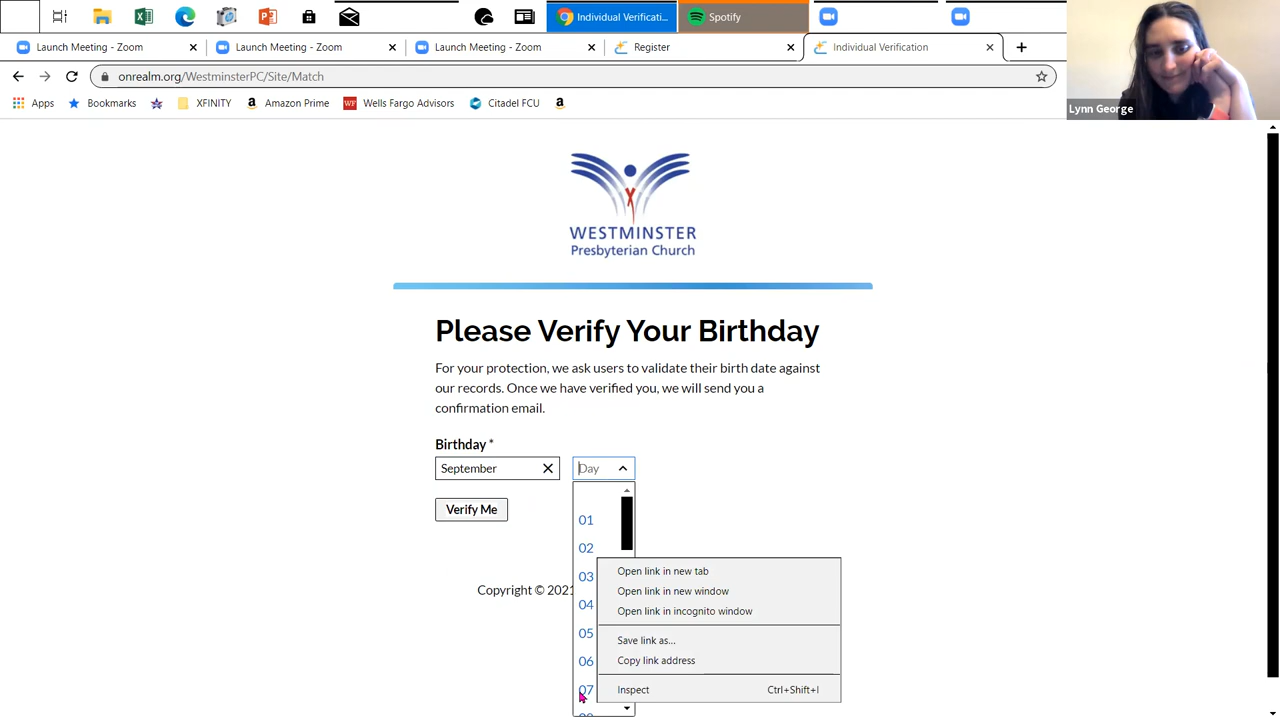 Individual Verificati...
Spotify
Launch Meeting - Zoom
Launch Meeting - Zoom
Launch Meeting - Zoom
Register
Individual Verification
onrealm.org/WestminsterPC/Site/Match
Apps
Bookmarks
XFINITY
Amazon Prime
WF
Wells Fargo Advisors
Citadel FCU
Lynn George
WESTMINSTER
Presbyterian Church
Please Verify Your Birthday
For your protection, we ask users to validate their birth date against
our records. Once we have verified you, we will send you a
confirmation email.
Birthday *
September
Day
Verify Me
01
02
03
04
05
06
07
Copyright © 2021
Open link in new tab
Open link in new window
Open link in incognito window
Save link as...
Copy link address
Inspect Ctrl+Shift+I